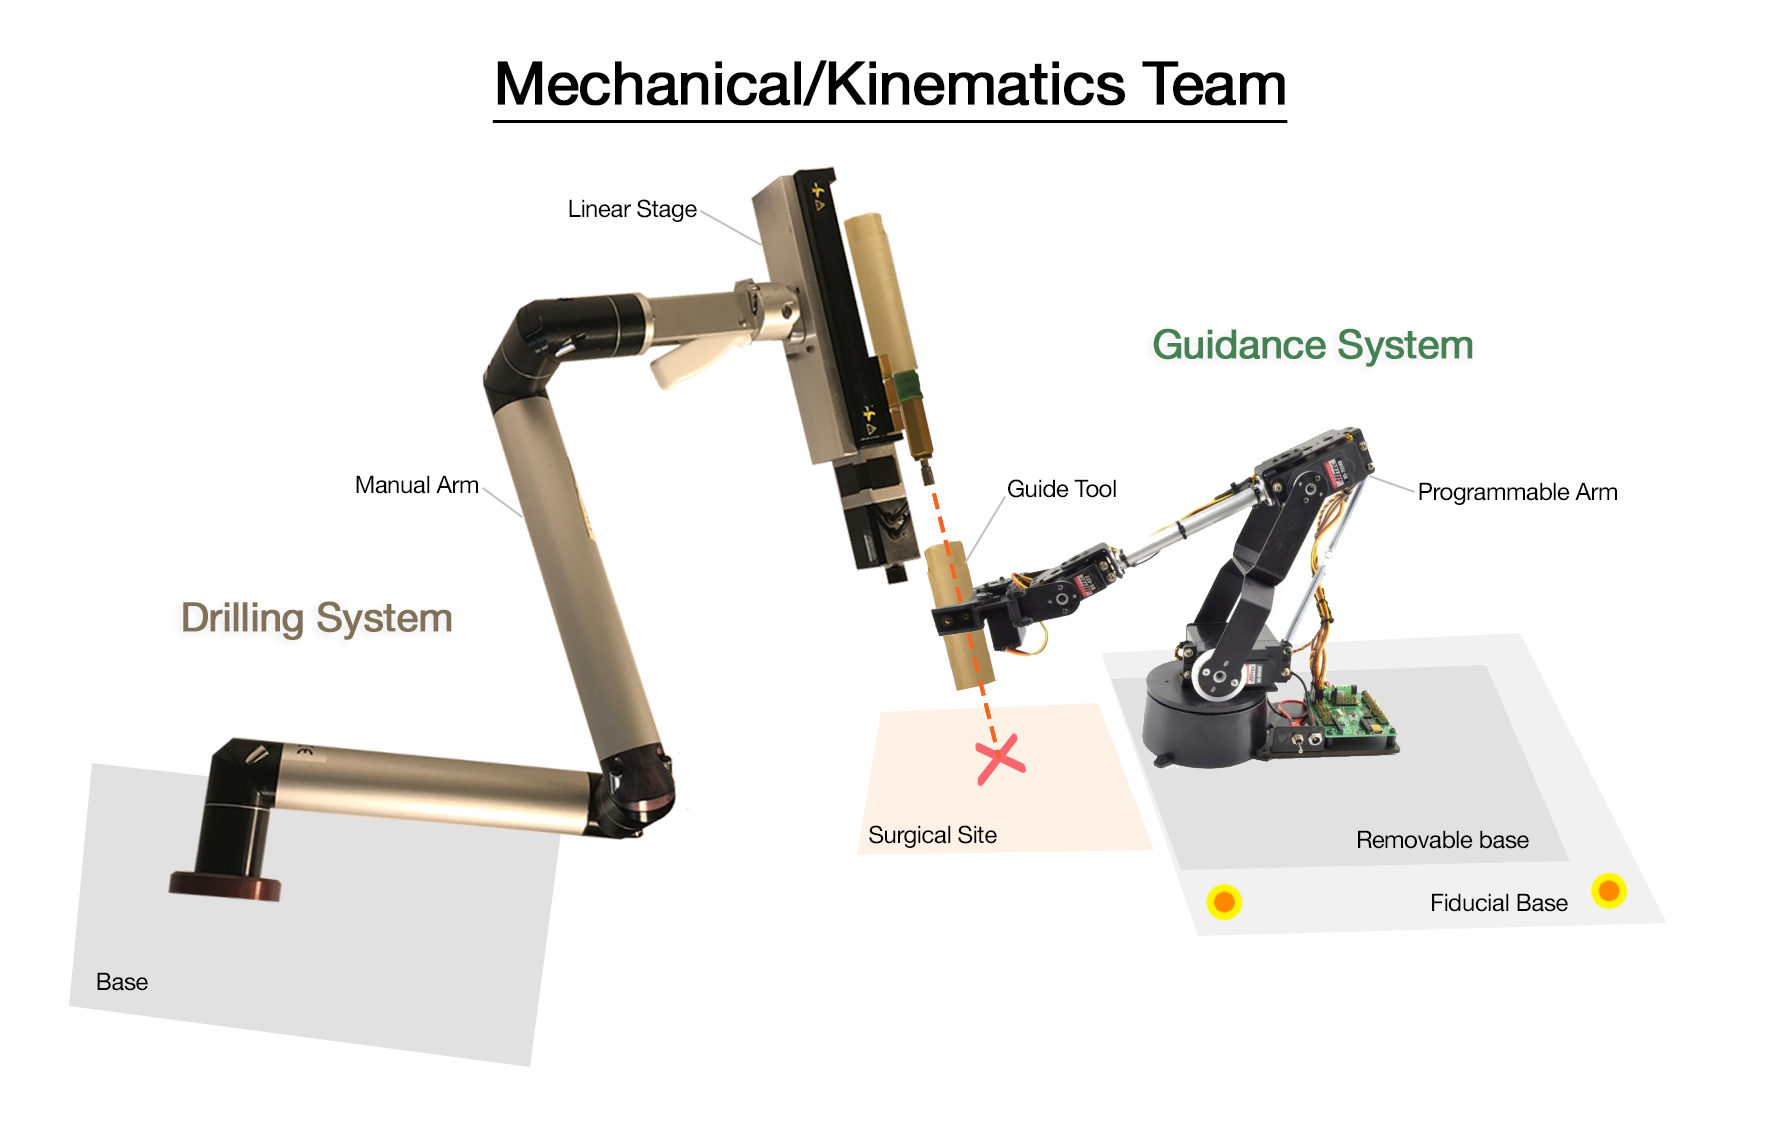 Mechanical/Kinematics Team
Linear Stage
Guidance System
Manual Arm
Guide Tool
Programmable Arm
Drilling System
Surgical Site
Removable base
Fiducial Base
Base